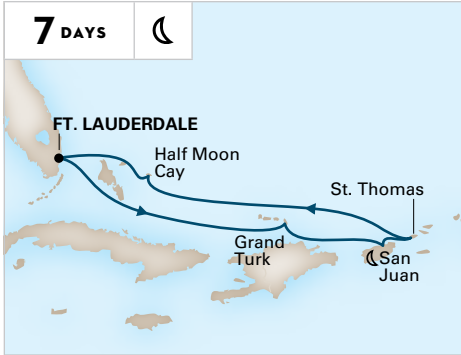 7 DAYS
FT. LAUDERDALE
Half Moon
Cay
St. Thomas
Grand
Turk
San
Juan